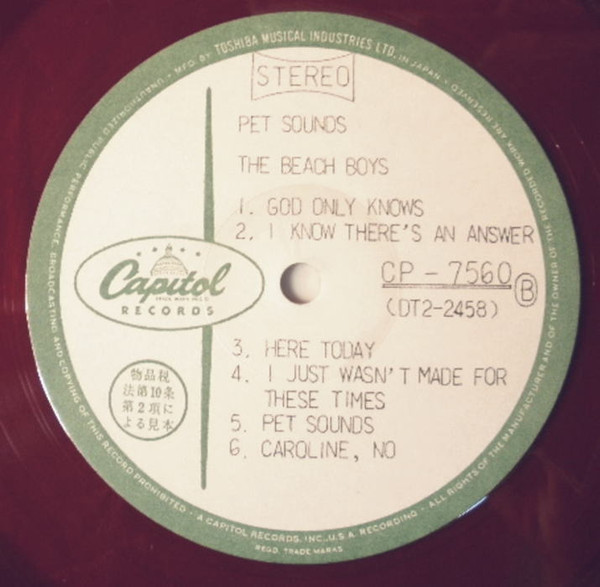 MFD. BY TOSHIBA MUSICAL INDUSTRIES LTD. IN JAPAN • ALL RIGHTS OF THE MANUFACTURER AND OF THE OWNER OF THE RECORDED WORK ARE RESERVED
UNAUTHORIZED PUBLIC PERFORMANCE, BROADCASTING AND COPYING OF THIS RECORD PROHIBITED
STEREO
PET SOUNDS
THE BEACH BOYS
1. GOD ONLY KNOWS
2. I KNOW THERE'S AN ANSWER
CP-7560 Ⓑ
(DT2-2458)
Capitol
RECORDS
3. HERE TODAY
4. I JUST WASN'T MADE FOR
THESE TIMES
5. PET SOUNDS
6. CAROLINE, NO
物品税
法第10条
第2項に
よる見本
• A CAPITOL RECORDS, INC., U.S.A. RECORDING •
REGD. TRADE MARKS